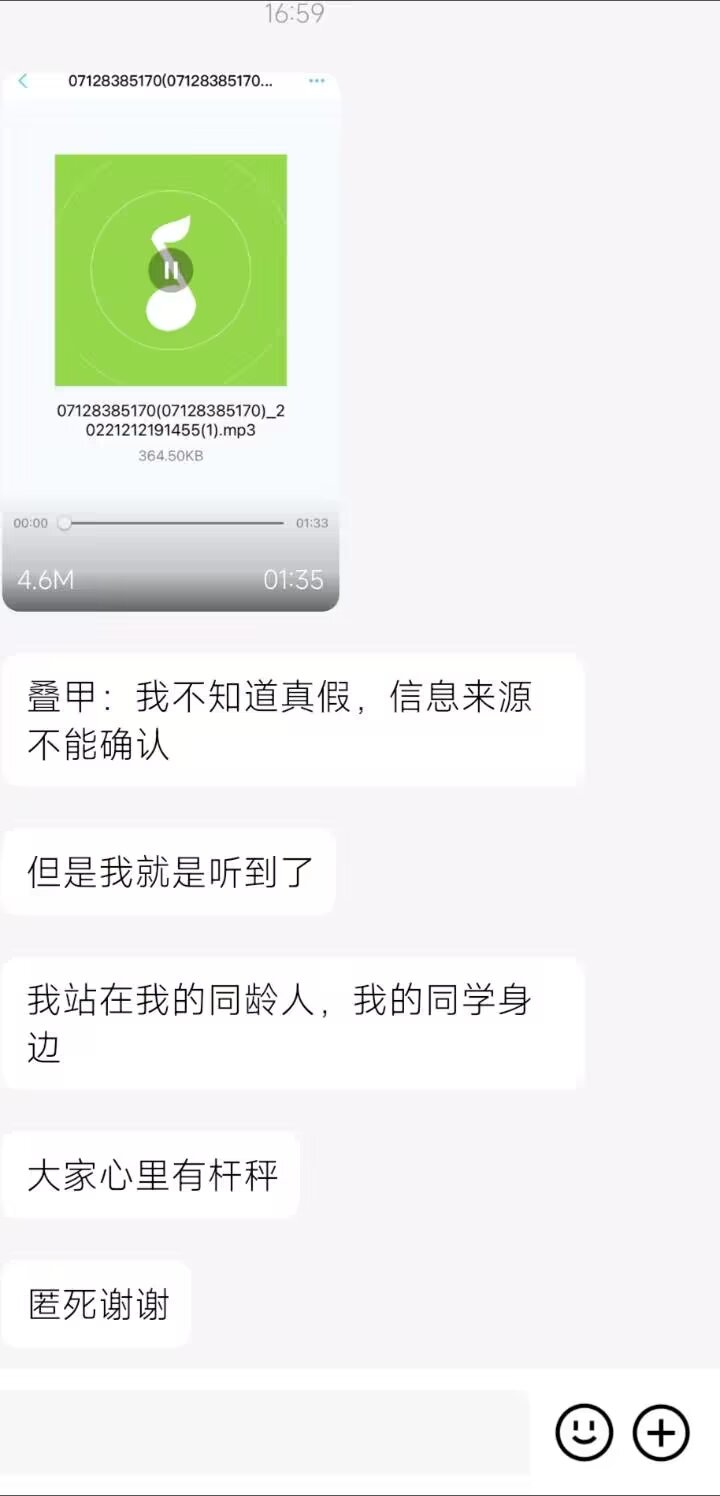 16:59
07128385170(07128385170...
07128385170(07128385170)_2
0221212191455(1).mp3
364.50KB
00:00
01:33
4.6M
01:35
叠甲：我不知道真假，信息来源
不能确认
但是我就是听到了
我站在我的同龄人，我的同学身
边
大家心里有杆秤
匿死谢谢